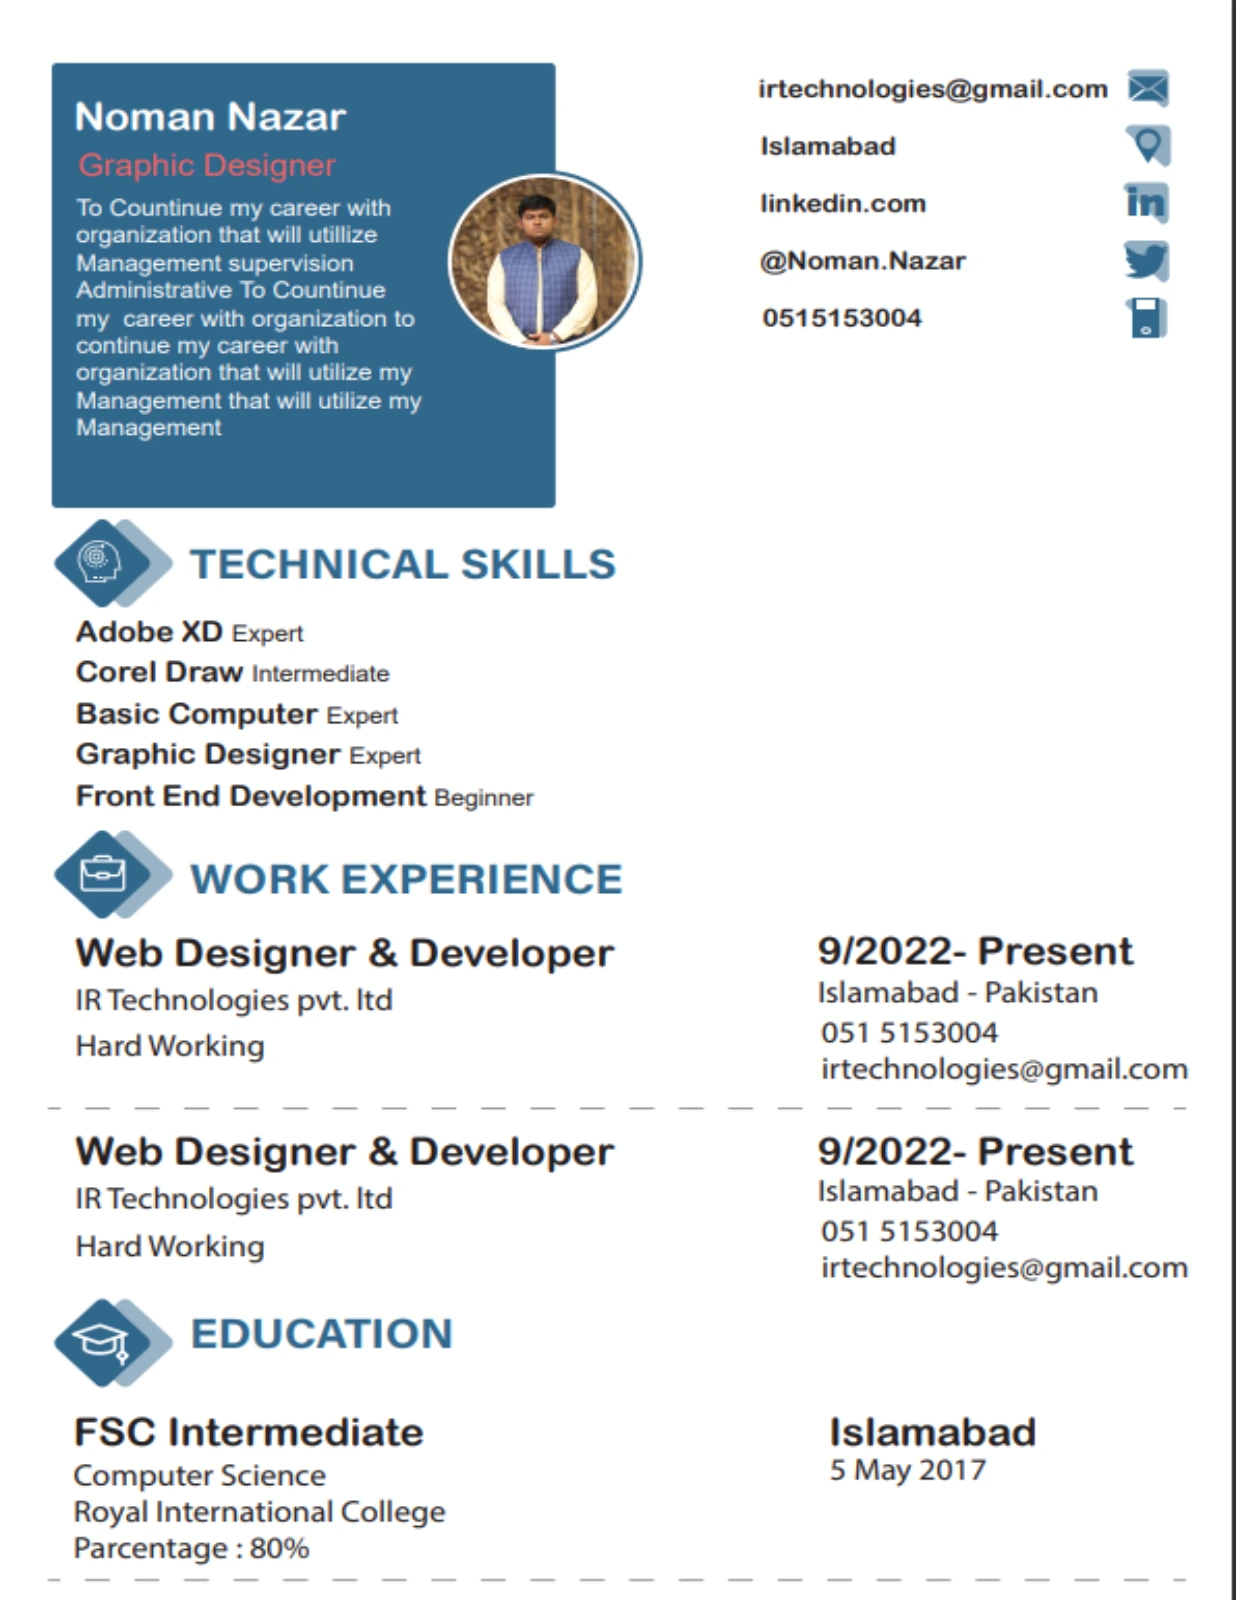 Noman Nazar
Graphic Designer
To Countinue my career with
organization that will utillize
Management supervision
Administrative To Countinue
my  career with organization to
continue my career with
organization that will utilize my
Management that will utilize my
Management
irtechnologies@gmail.com
Islamabad
linkedin.com
in
@Noman.Nazar
0515153004
TECHNICAL SKILLS
Adobe XD Expert
Corel Draw Intermediate
Basic Computer Expert
Graphic Designer Expert
Front End Development Beginner
WORK EXPERIENCE
Web Designer & Developer
IR Technologies pvt. ltd
Hard Working
9/2022- Present
Islamabad - Pakistan
051 5153004
irtechnologies@gmail.com
Web Designer & Developer
IR Technologies pvt. ltd
Hard Working
9/2022- Present
Islamabad - Pakistan
051 5153004
irtechnologies@gmail.com
EDUCATION
FSC Intermediate
Computer Science
Royal International College
Parcentage : 80%
Islamabad
5 May 2017